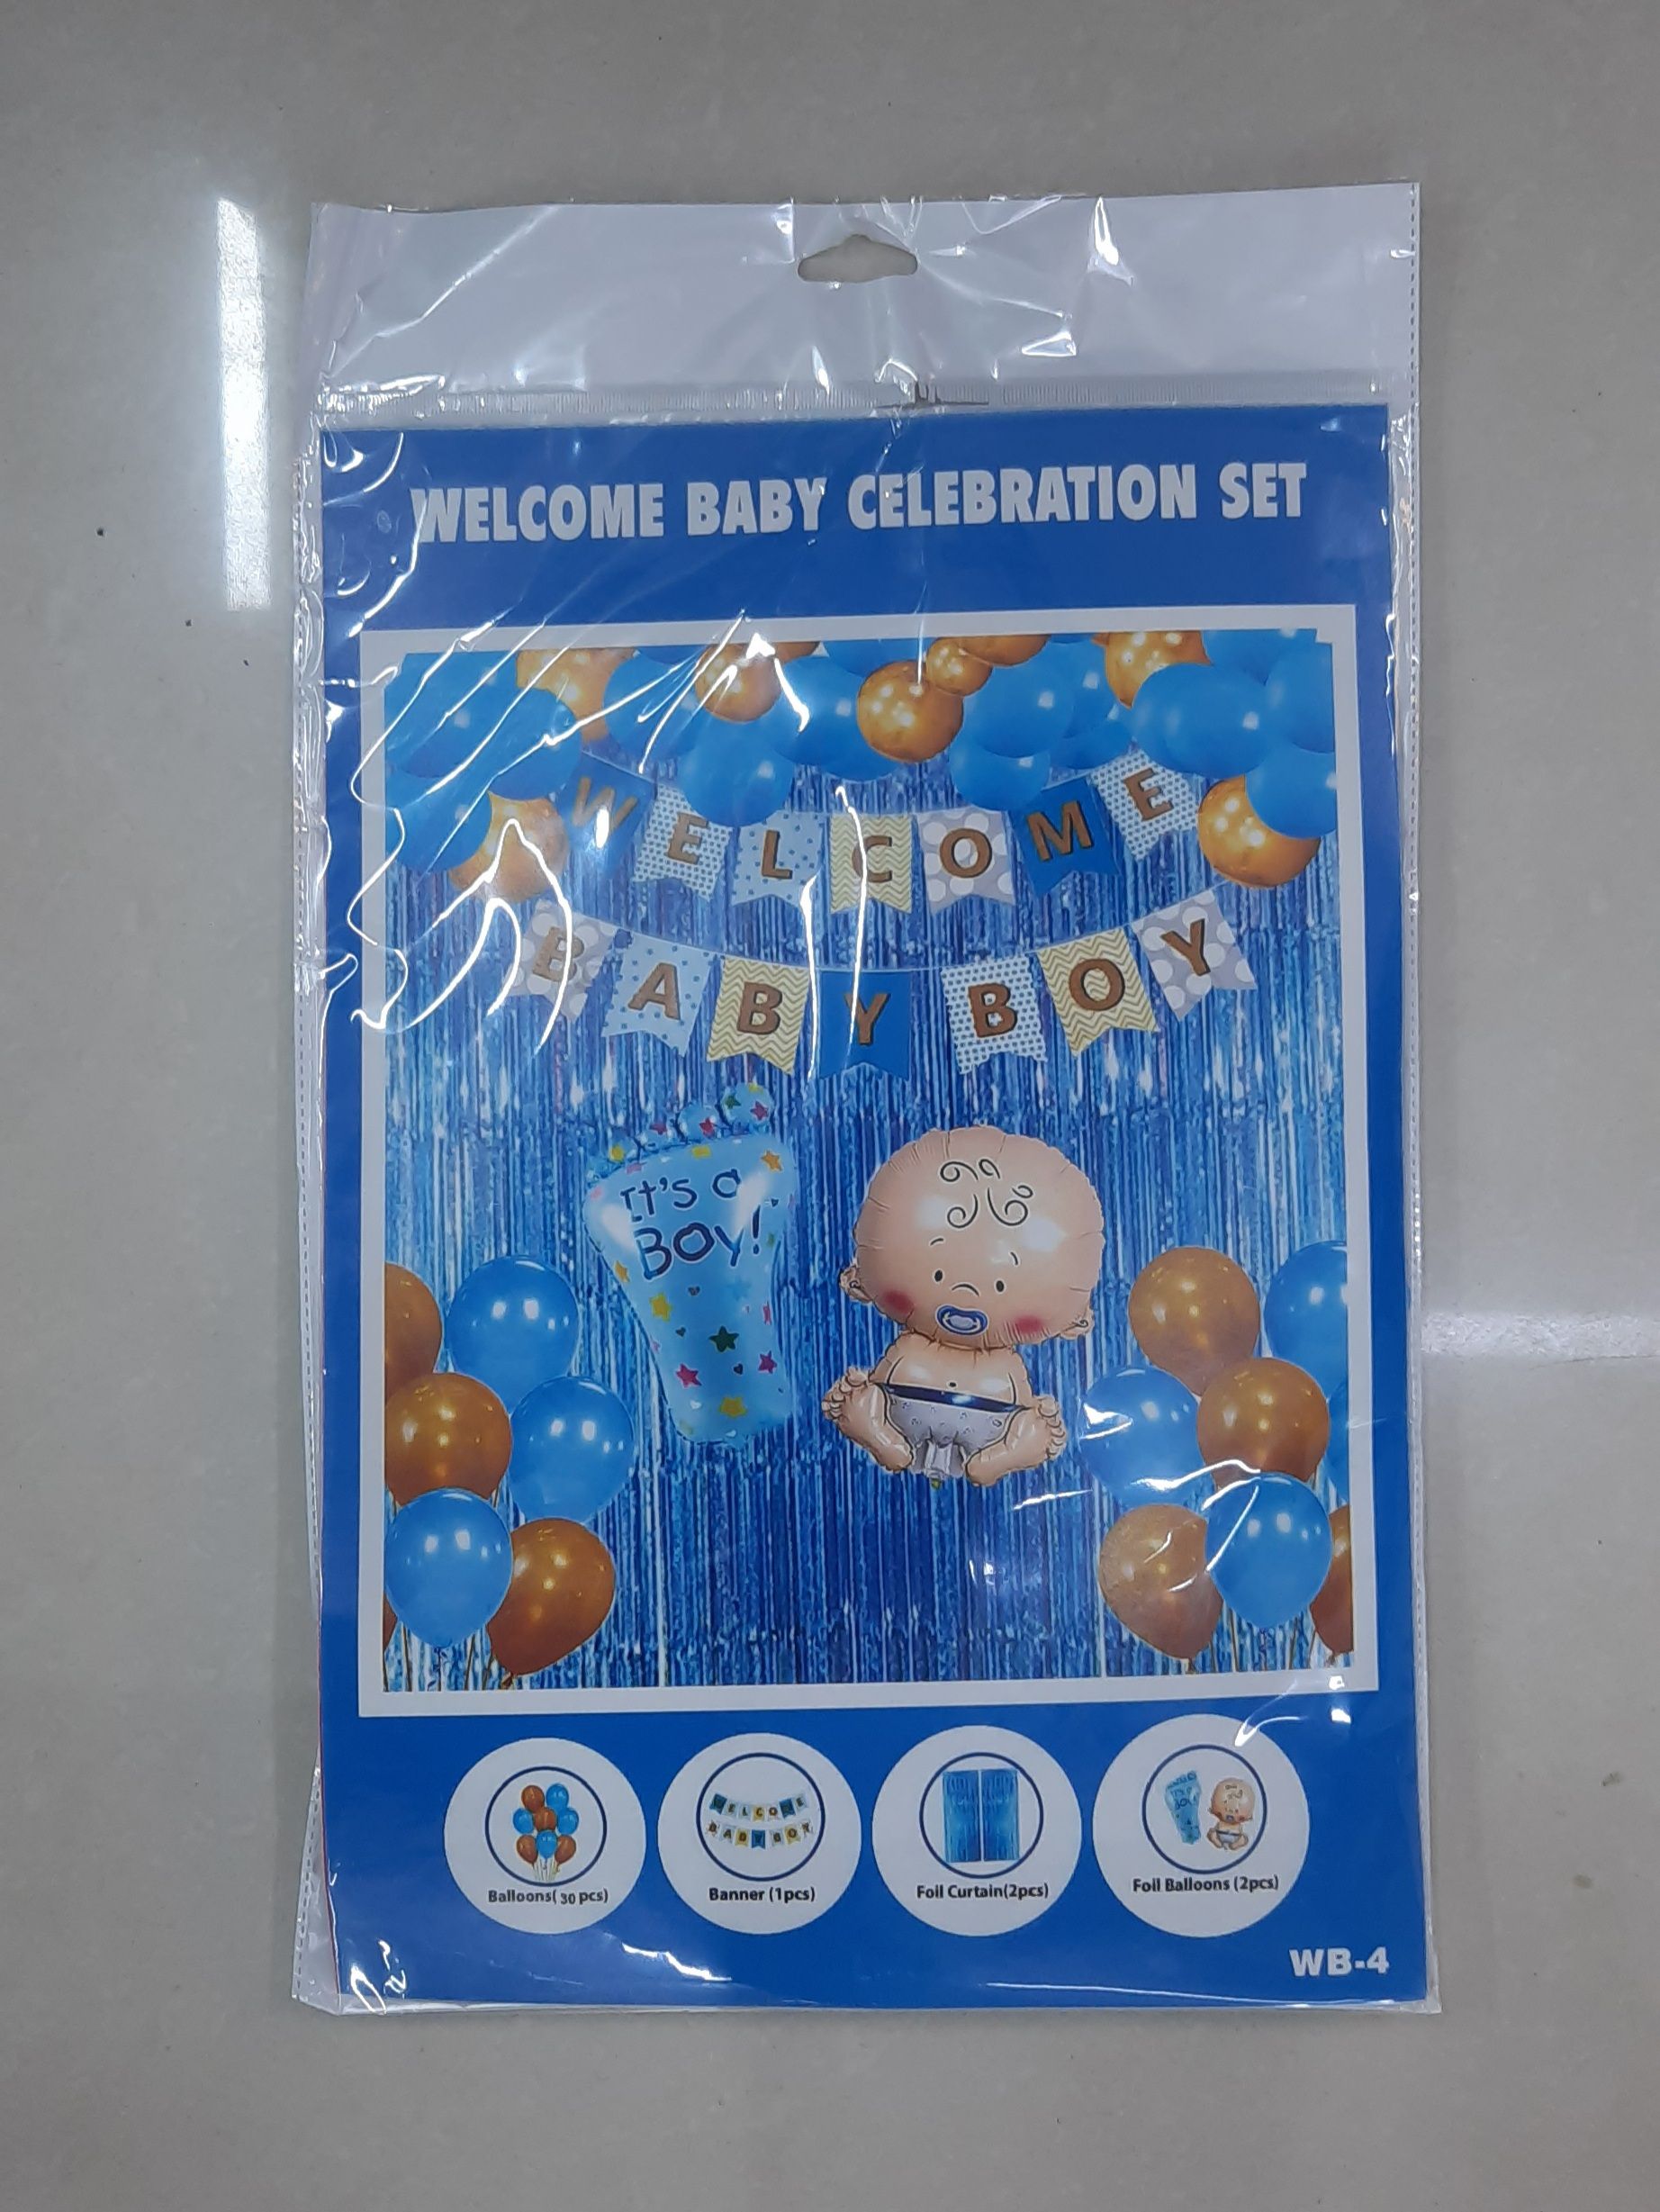 WELCOME BABY CELEBRATION SET
WELCOME
BABY BOY
It's a
BOY!
Balloons( 30 pcs)
WELCOME
BABY BOY
Banner (1pcs)
Foil Curtain(2pcs)
Foil Balloons (2pcs)
WB-4